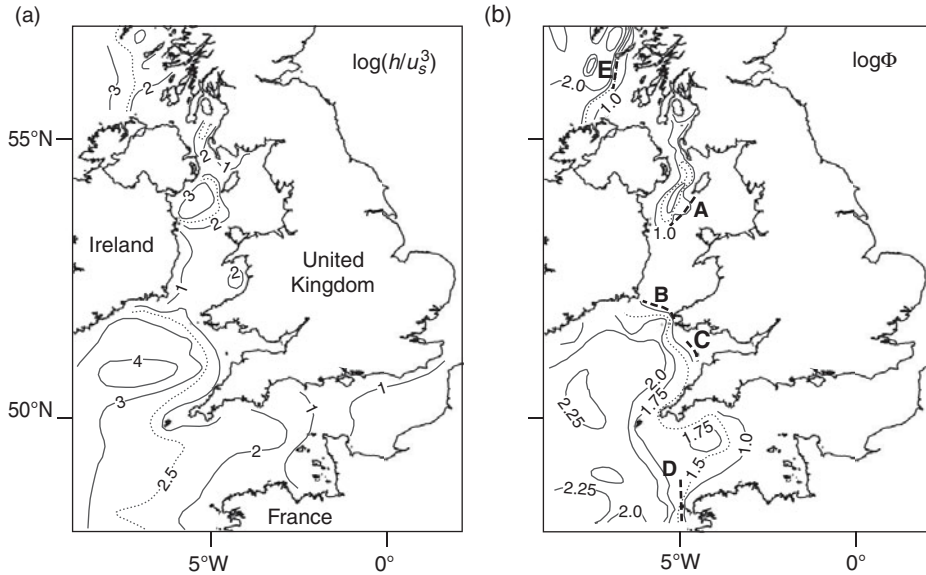 (a)
log(h/u_s^3)
3
2
55°N
2
1
3
2
Ireland
United
Kingdom
2
1
4
3
50°N
1
1
2
2.5
France
5°W
0°
(b)
logΦ
E
-2.0
1.0
A
1.0
B
C
2.0
1.75
2.25
1.75
1.0
1.5
D
2.25
2.0
5°W
0°